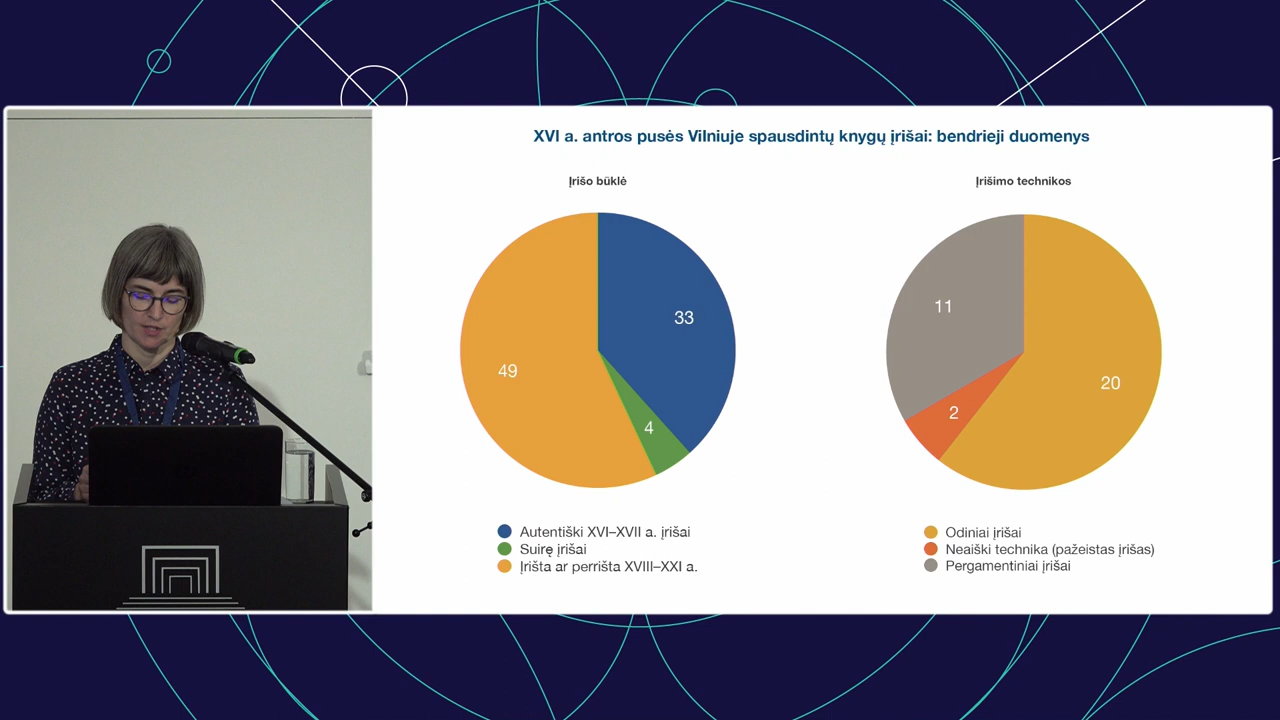 XVI a. antros pusės Vilniuje spausdintų knygų įrišai: bendrieji duomenys
Įrišo būklė
33
4
49
Autentiški XVI–XVII a. įrišai
Suirę įrišai
Įrišta ar perrišta XVIII–XXI a.
Įrišimo technikos
11
2
20
Odiniai įrišai
Neaiški technika (pažeistas įrišas)
Pergamentiniai įrišai